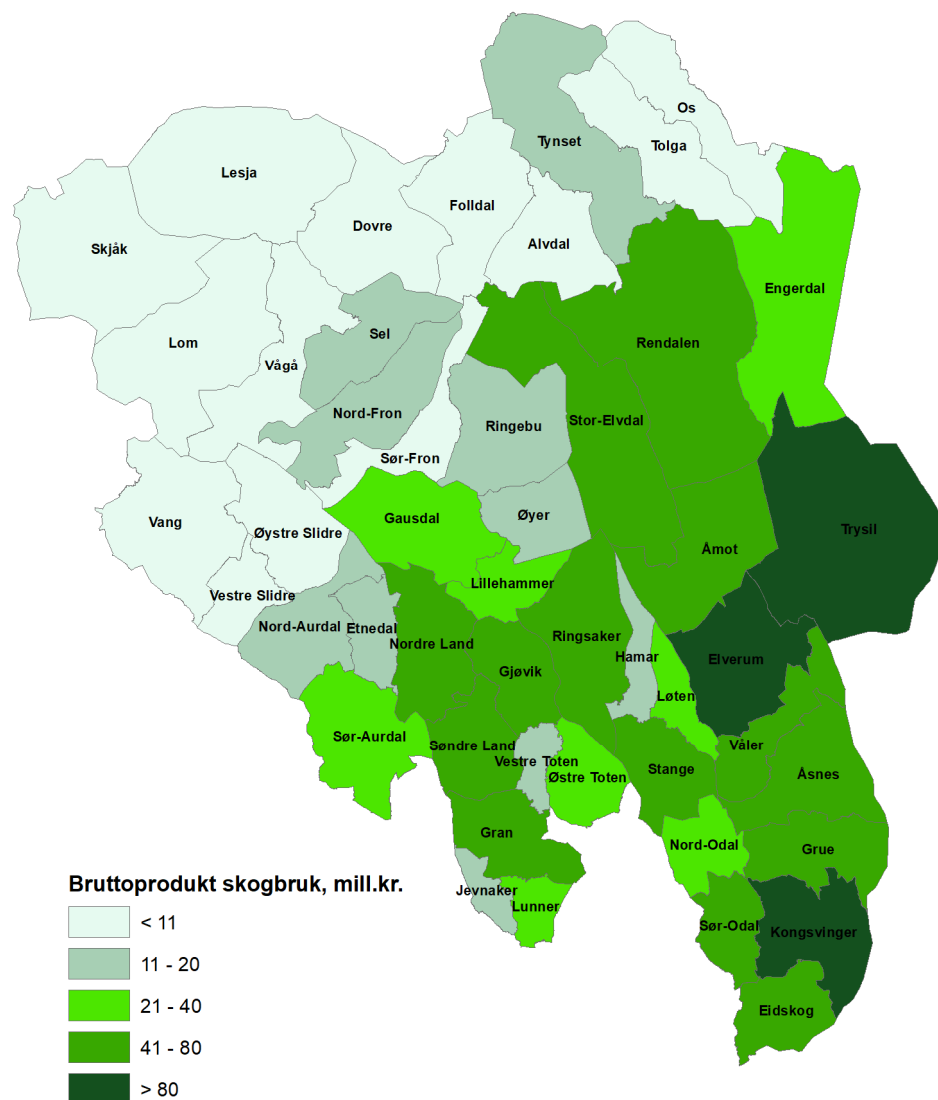 Os
Tynset
Tolga
Lesja
Folldal
Dovre
Alvdal
Skjåk
Engerdal
Sel
Lom
Rendalen
Vågå
Nord-Fron
Stor-Elvdal
Ringebu
Sør-Fron
Øyer
Gausdal
Vang
Øystre Slidre
Trysil
Åmot
Lillehammer
Vestre Slidre
Nord-Aurdal
Etnedal
Ringsaker
Nordre Land
Hamar
Elverum
Gjøvik
Løten
Sør-Aurdal
Søndre Land
Våler
Vestre Toten
Stange
Åsnes
Østre Toten
Gran
Nord-Odal
Grue
Bruttoprodukt skogbruk, mill.kr.
Jevnaker
Lunner
< 11
Sør-Odal
Kongsvinger
11 - 20
21 - 40
Eidskog
41 - 80
> 80